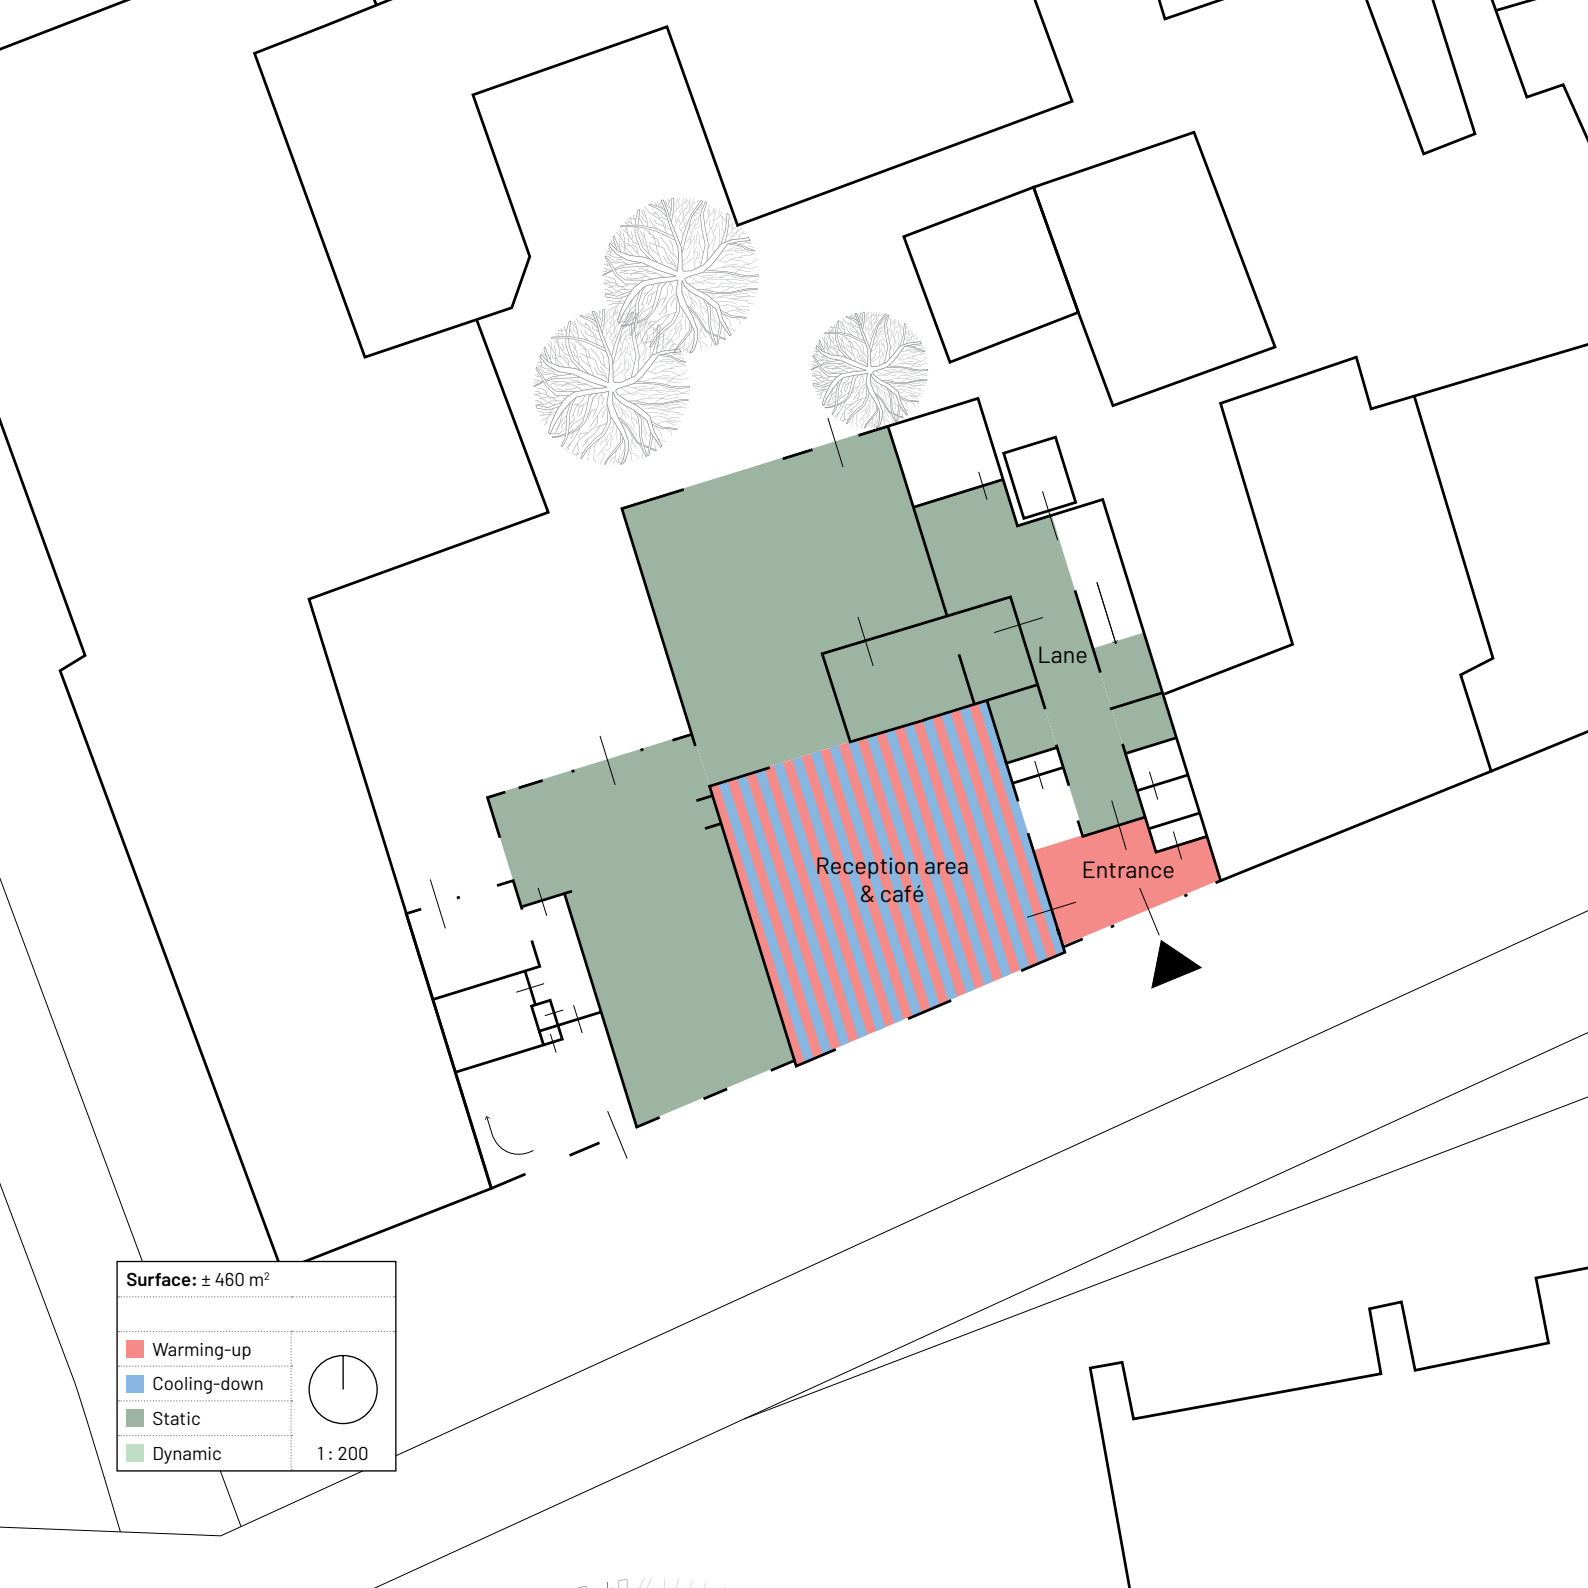 Lane
Reception area
& café
Entrance
Surface: ± 460 m²
Warming-up
Cooling-down
Static
Dynamic
1 : 200